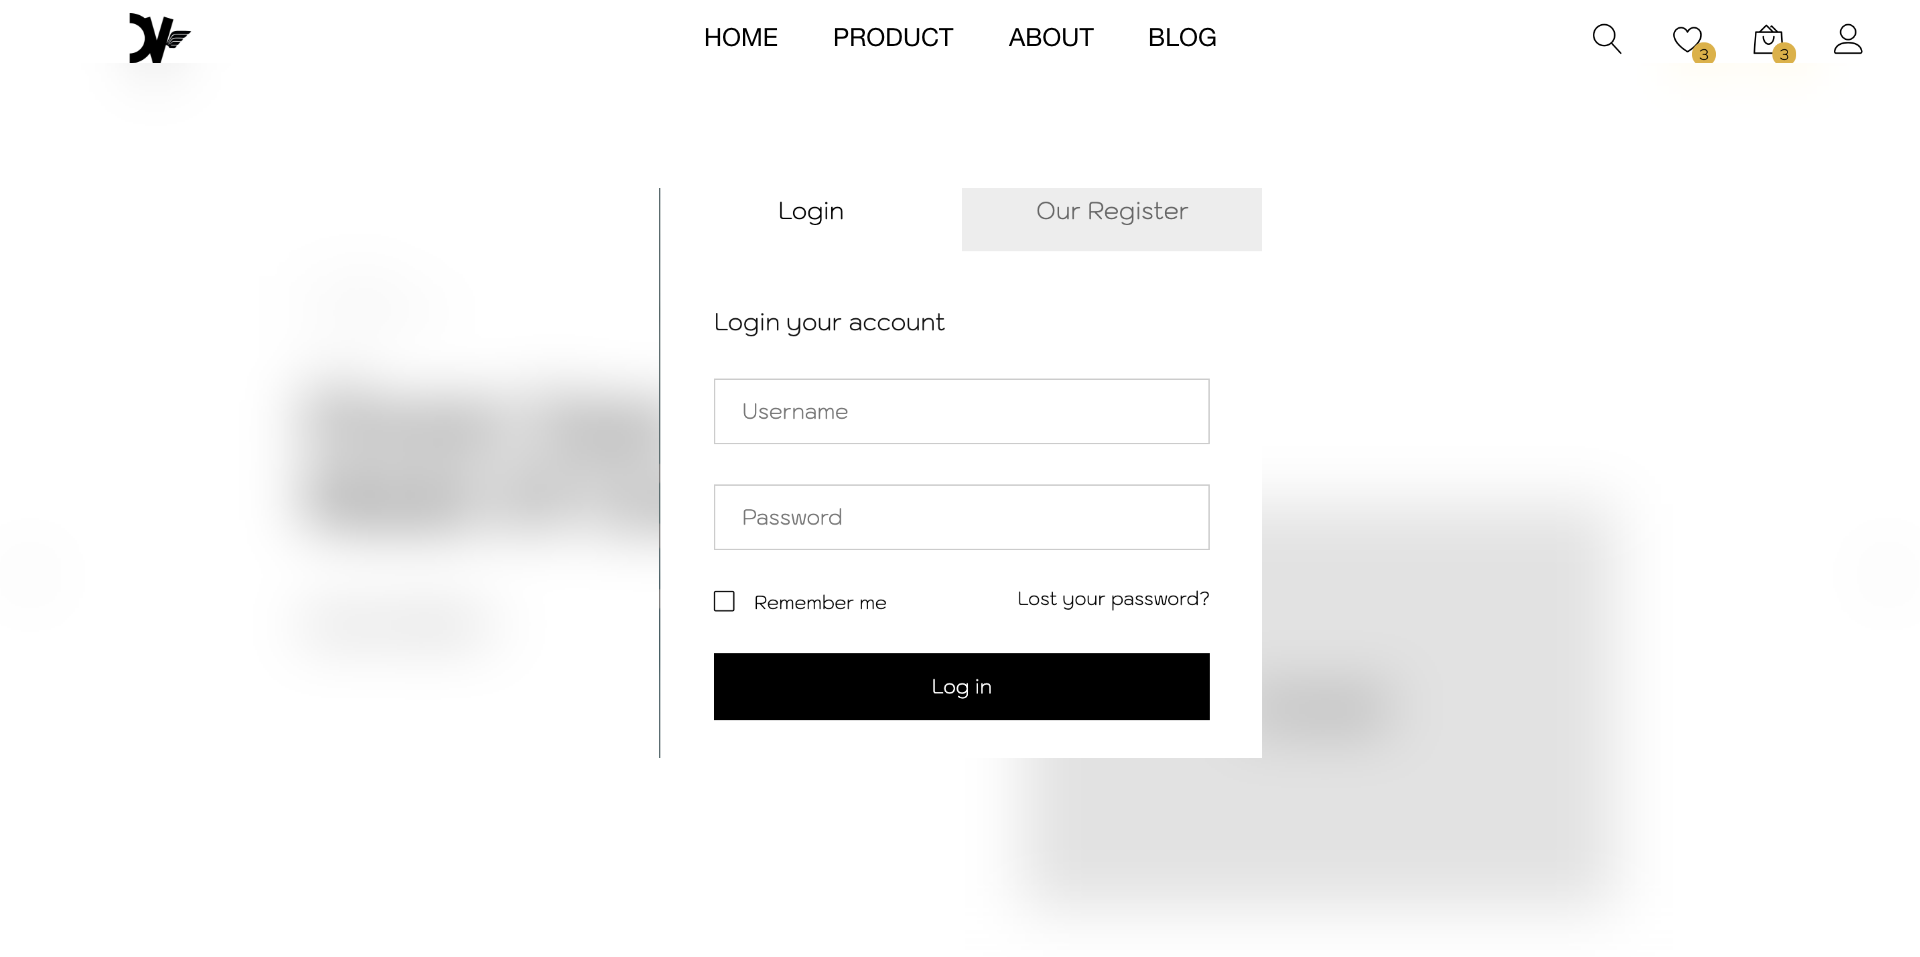 HOME PRODUCT ABOUT BLOG
3 3
Login Our Register
Login your account
Username
Password
Remember me Lost your password?
Log in